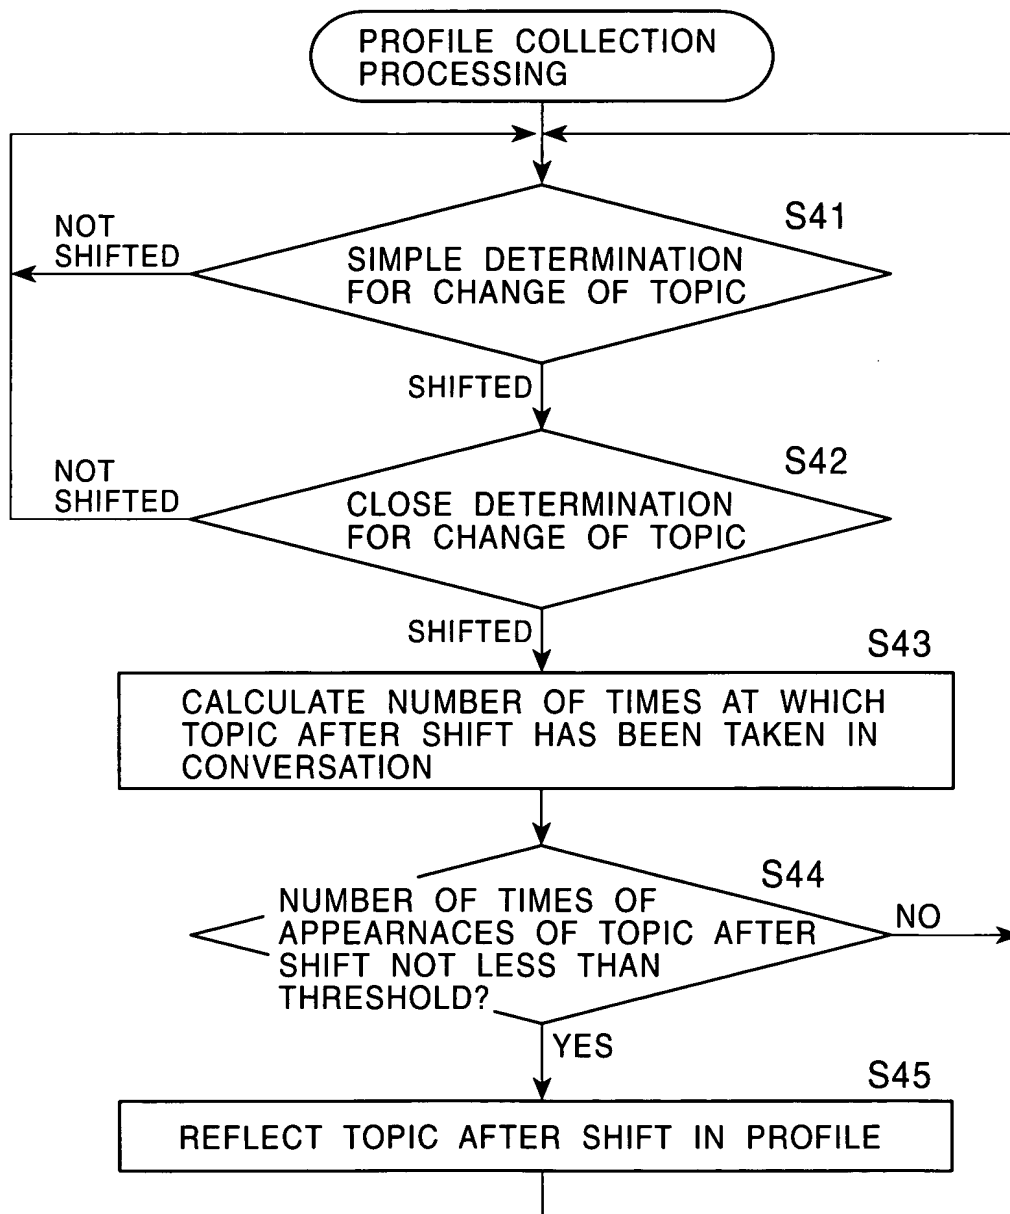 PROFILE COLLECTION
PROCESSING
S41
NOT
SHIFTED
SIMPLE DETERMINATION
FOR CHANGE OF TOPIC
SHIFTED
S42
NOT
SHIFTED
CLOSE DETERMINATION
FOR CHANGE OF TOPIC
SHIFTED
S43
CALCULATE NUMBER OF TIMES AT WHICH
TOPIC AFTER SHIFT HAS BEEN TAKEN IN
CONVERSATION
S44
NUMBER OF TIMES OF
APPEARNACES OF TOPIC AFTER
SHIFT NOT LESS THAN
THRESHOLD?
NO
YES
S45
REFLECT TOPIC AFTER SHIFT IN PROFILE